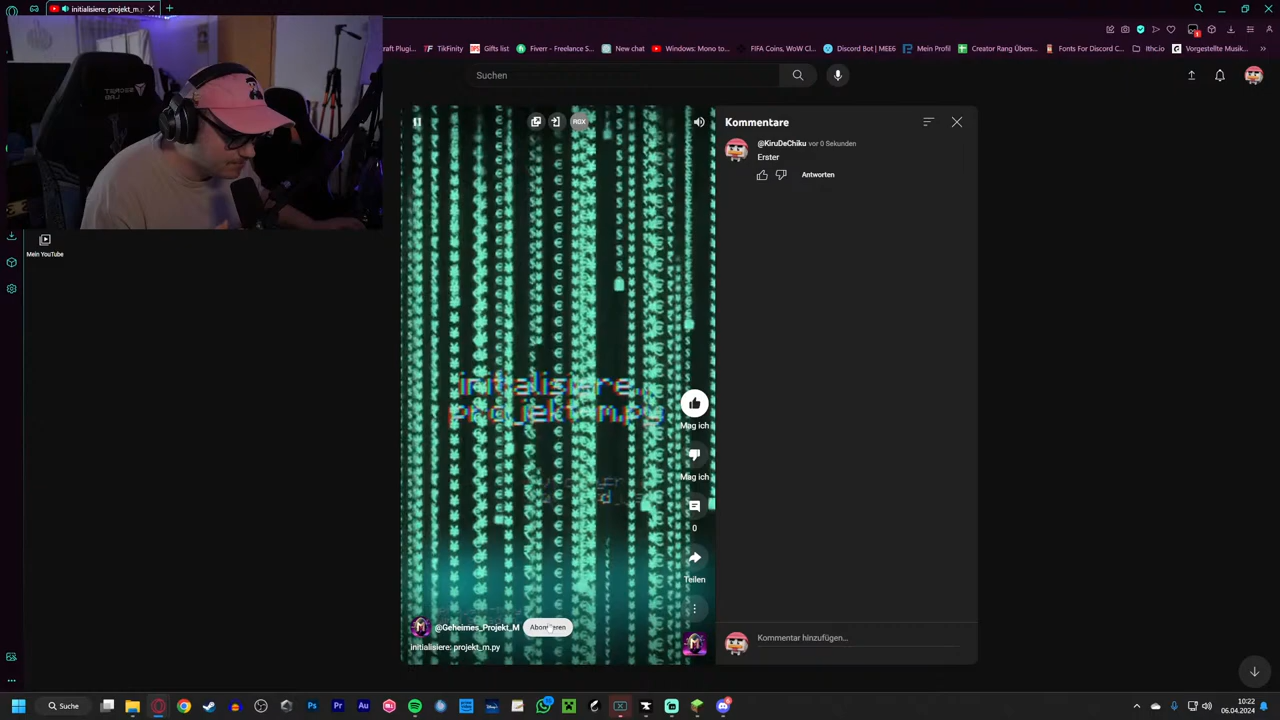 initialisiere: projekt_m.p
raft Plugi...
TikFinity
Gifts list
Fiverr - Freelance S...
New chat
Windows: Mono to...
FIFA Coins, WoW Cl...
Discord Bot | MEE6
Mein Profil
Creator Rang Übers...
Fonts For Discord C...
Ithc.io
Vorgestellte Musik...
Suchen
RGX
Kommentare
@KiruDeChiku vor 0 Sekunden
Erster
Antworten
Mein YouTube
initialisiere..
projekt_m.py
Mag ich
Mag ich
0
Teilen
@Geheimes_Projekt_M
Abonnieren
initialisiere: projekt_m.py
Kommentar hinzufügen...
Suche
10:22
06.04.2024